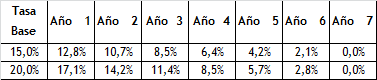 Tasa Base Año 1 Año 2 Año 3 Año 4 Año 5 Año 6 Año 7
15,0% 12,8% 10,7% 8,5% 6,4% 4,2% 2,1% 0,0%
20,0% 17,1% 14,2% 11,4% 8,5% 5,7% 2,8% 0,0%